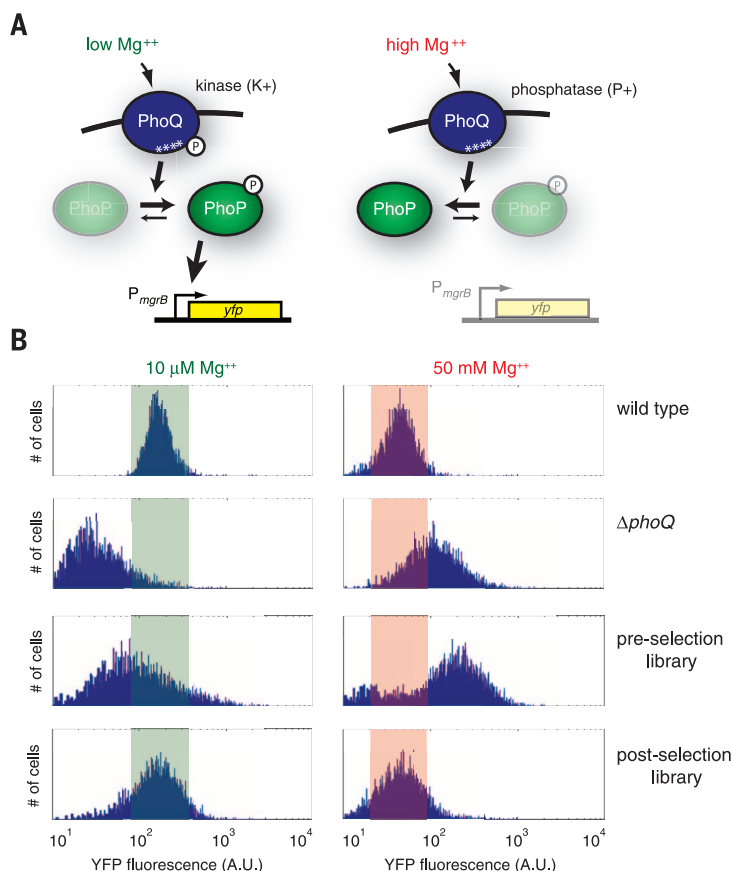 A
low Mg++
kinase (K+)
PhoQ
****
P
PhoP
PhoP
P
PmgrB
yfp
high Mg++
phosphatase (P+)
PhoQ
****
PhoP
PhoP
P
PmgrB
yfp
B
10 µM Mg++
50 mM Mg++
# of cells
wild type
# of cells
ΔphoQ
# of cells
pre-selection
library
# of cells
post-selection
library
10¹ 10² 10³ 10⁴
10¹ 10² 10³ 10⁴
YFP fluorescence (A.U.)
YFP fluorescence (A.U.)